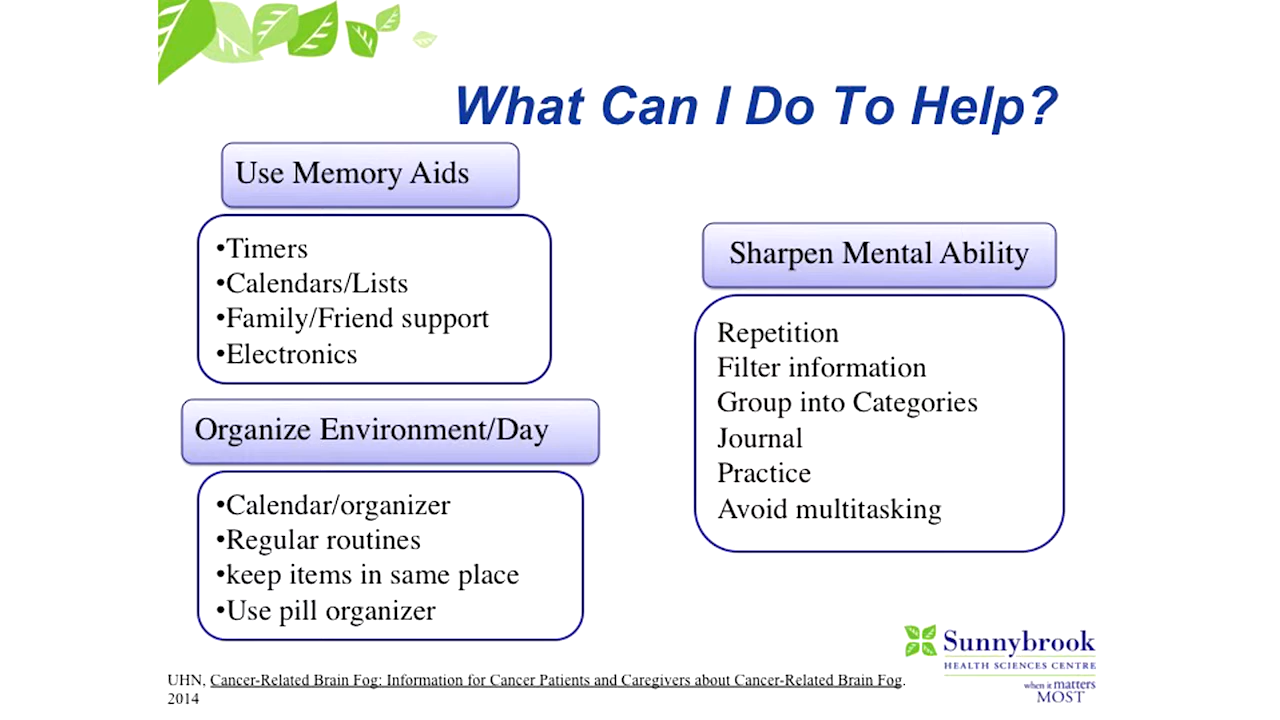 What Can I Do To Help?
Use Memory Aids
•Timers
•Calendars/Lists
•Family/Friend support
•Electronics
Organize Environment/Day
•Calendar/organizer
•Regular routines
•keep items in same place
•Use pill organizer
Sharpen Mental Ability
Repetition
Filter information
Group into Categories
Journal
Practice
Avoid multitasking
Sunnybrook
HEALTH SCIENCES CENTRE
when it matters
MOST
UHN, Cancer-Related Brain Fog: Information for Cancer Patients and Caregivers about Cancer-Related Brain Fog.
2014